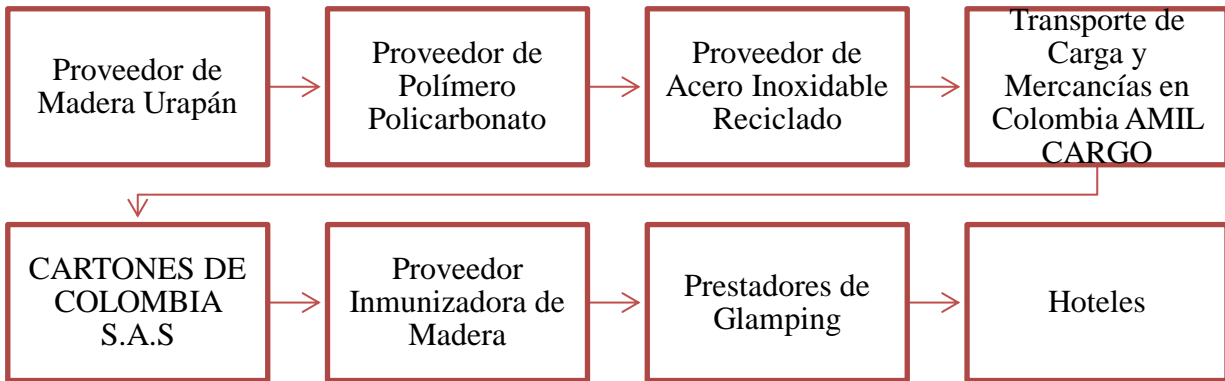 Proveedor de
Madera Urapán
Proveedor de
Polímero
Policarbonato
Proveedor de
Acero Inoxidable
Reciclado
Transporte de
Carga y
Mercancías en
Colombia AMIL
CARGO
CARTONES DE
COLOMBIA
S.A.S
Proveedor
Inmunizadora de
Madera
Prestadores de
Glamping
Hoteles